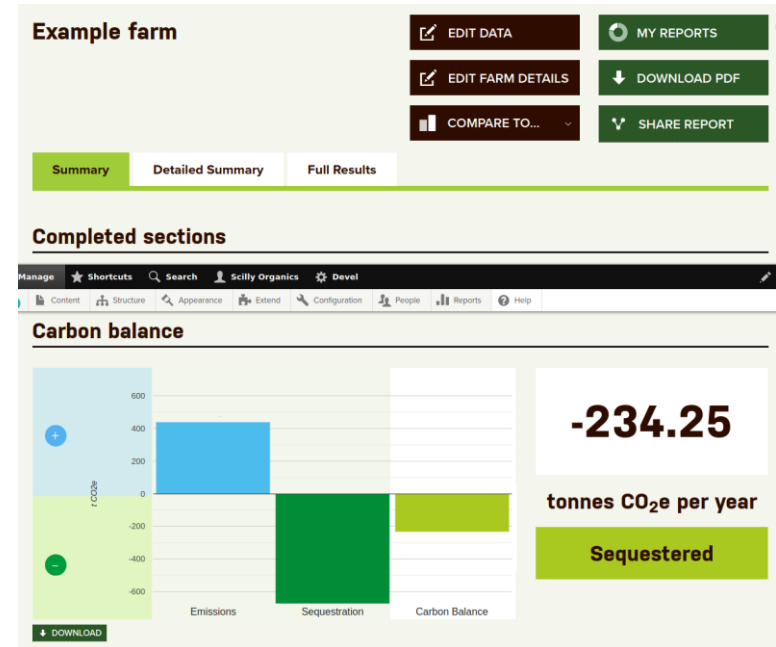 Example farm
EDIT DATA
MY REPORTS
EDIT FARM DETAILS
DOWNLOAD PDF
COMPARE TO...
SHARE REPORT
Summary Detailed Summary Full Results
Completed sections
Manage Shortcuts Search Scilly Organics Devel
Content Structure Appearance Extend Configuration People Reports Help
Carbon balance
600
400
200
0
-200
-400
-600
t CO2e
+
−
Emissions Sequestration Carbon Balance
DOWNLOAD
-234.25
tonnes CO₂e per year
Sequestered